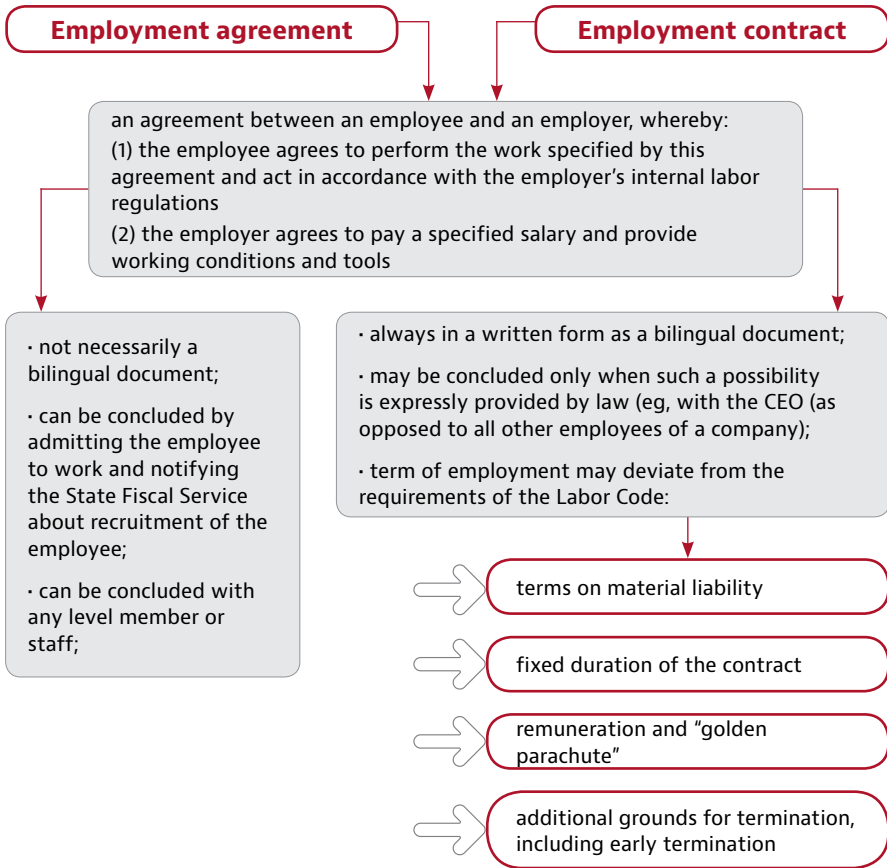 Employment agreement
Employment contract
an agreement between an employee and an employer, whereby:
(1) the employee agrees to perform the work specified by this
agreement and act in accordance with the employer's internal labor
regulations
(2) the employer agrees to pay a specified salary and provide
working conditions and tools
· not necessarily a
bilingual document;
· can be concluded by
admitting the employee
to work and notifying
the State Fiscal Service
about recruitment of the
employee;
· can be concluded with
any level member or
staff;
· always in a written form as a bilingual document;
· may be concluded only when such a possibility
is expressly provided by law (eg, with the CEO (as
opposed to all other employees of a company);
· term of employment may deviate from the
requirements of the Labor Code:
terms on material liability
fixed duration of the contract
remuneration and “golden
parachute”
additional grounds for termination,
including early termination